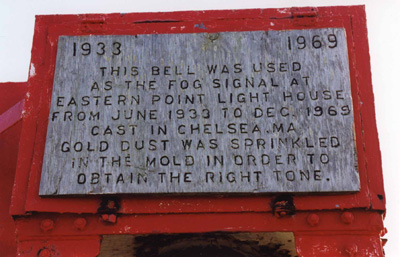 1933 1969
THIS BELL WAS USED
AS THE FOG SIGNAL AT
EASTERN POINT LIGHT HOUSE
FROM JUNE 1933 TO DEC. 1969
CAST IN CHELSEA, MA.
GOLD DUST WAS SPRINKLED
IN THE MOLD IN ORDER TO
OBTAIN THE RIGHT TONE.